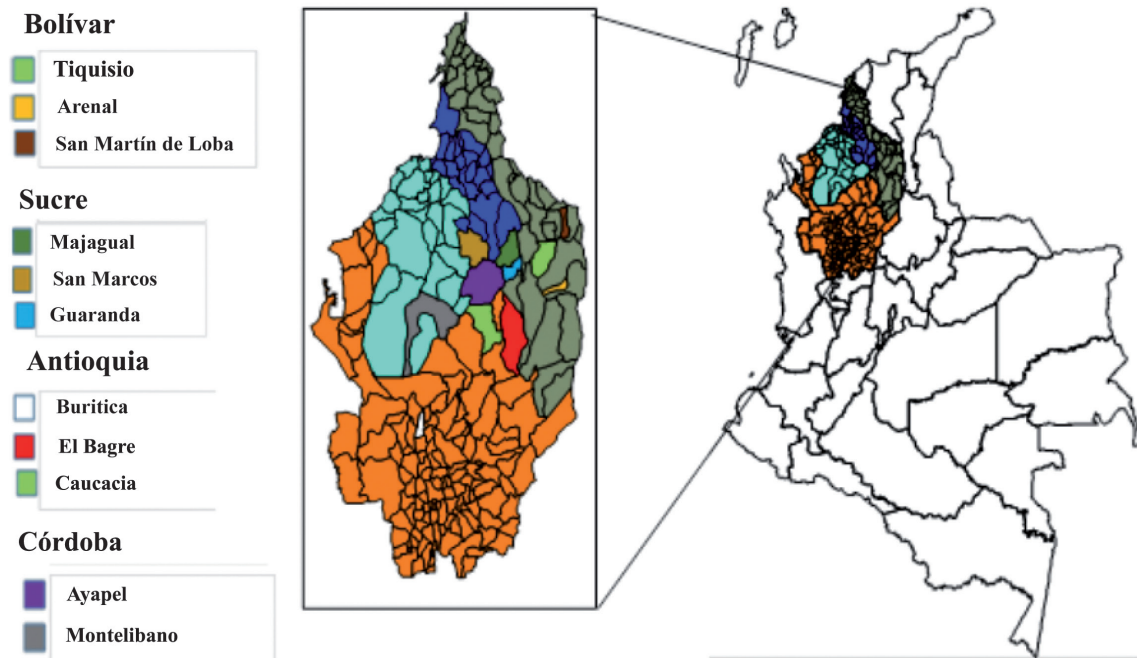 Bolívar
Tiquisio
Arenal
San Martín de Loba
Sucre
Majagual
San Marcos
Guaranda
Antioquia
Buritica
El Bagre
Caucacia
Córdoba
Ayapel
Montelibano